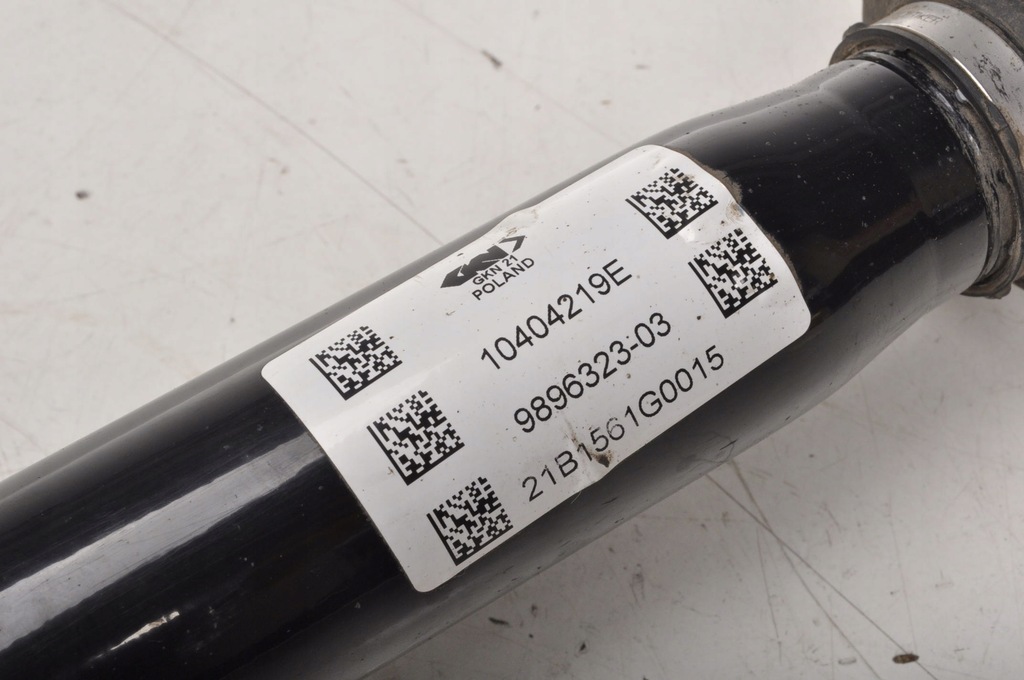 GKN 21
POLAND
10404219E
9896323-03
21B1561G0015